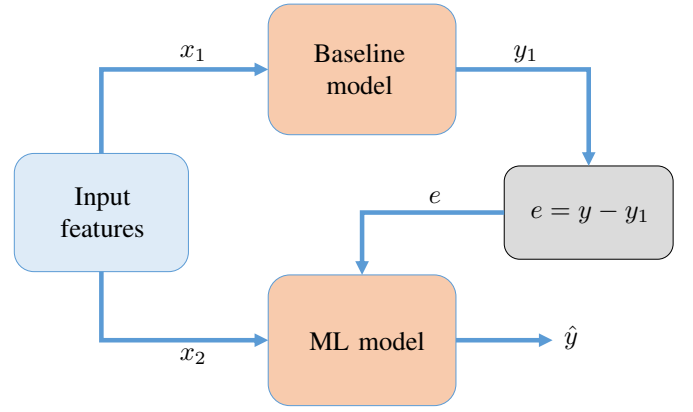 x₁
Baseline
model
y₁
Input
features
e
e = y − y₁
ML model
x₂
ŷ